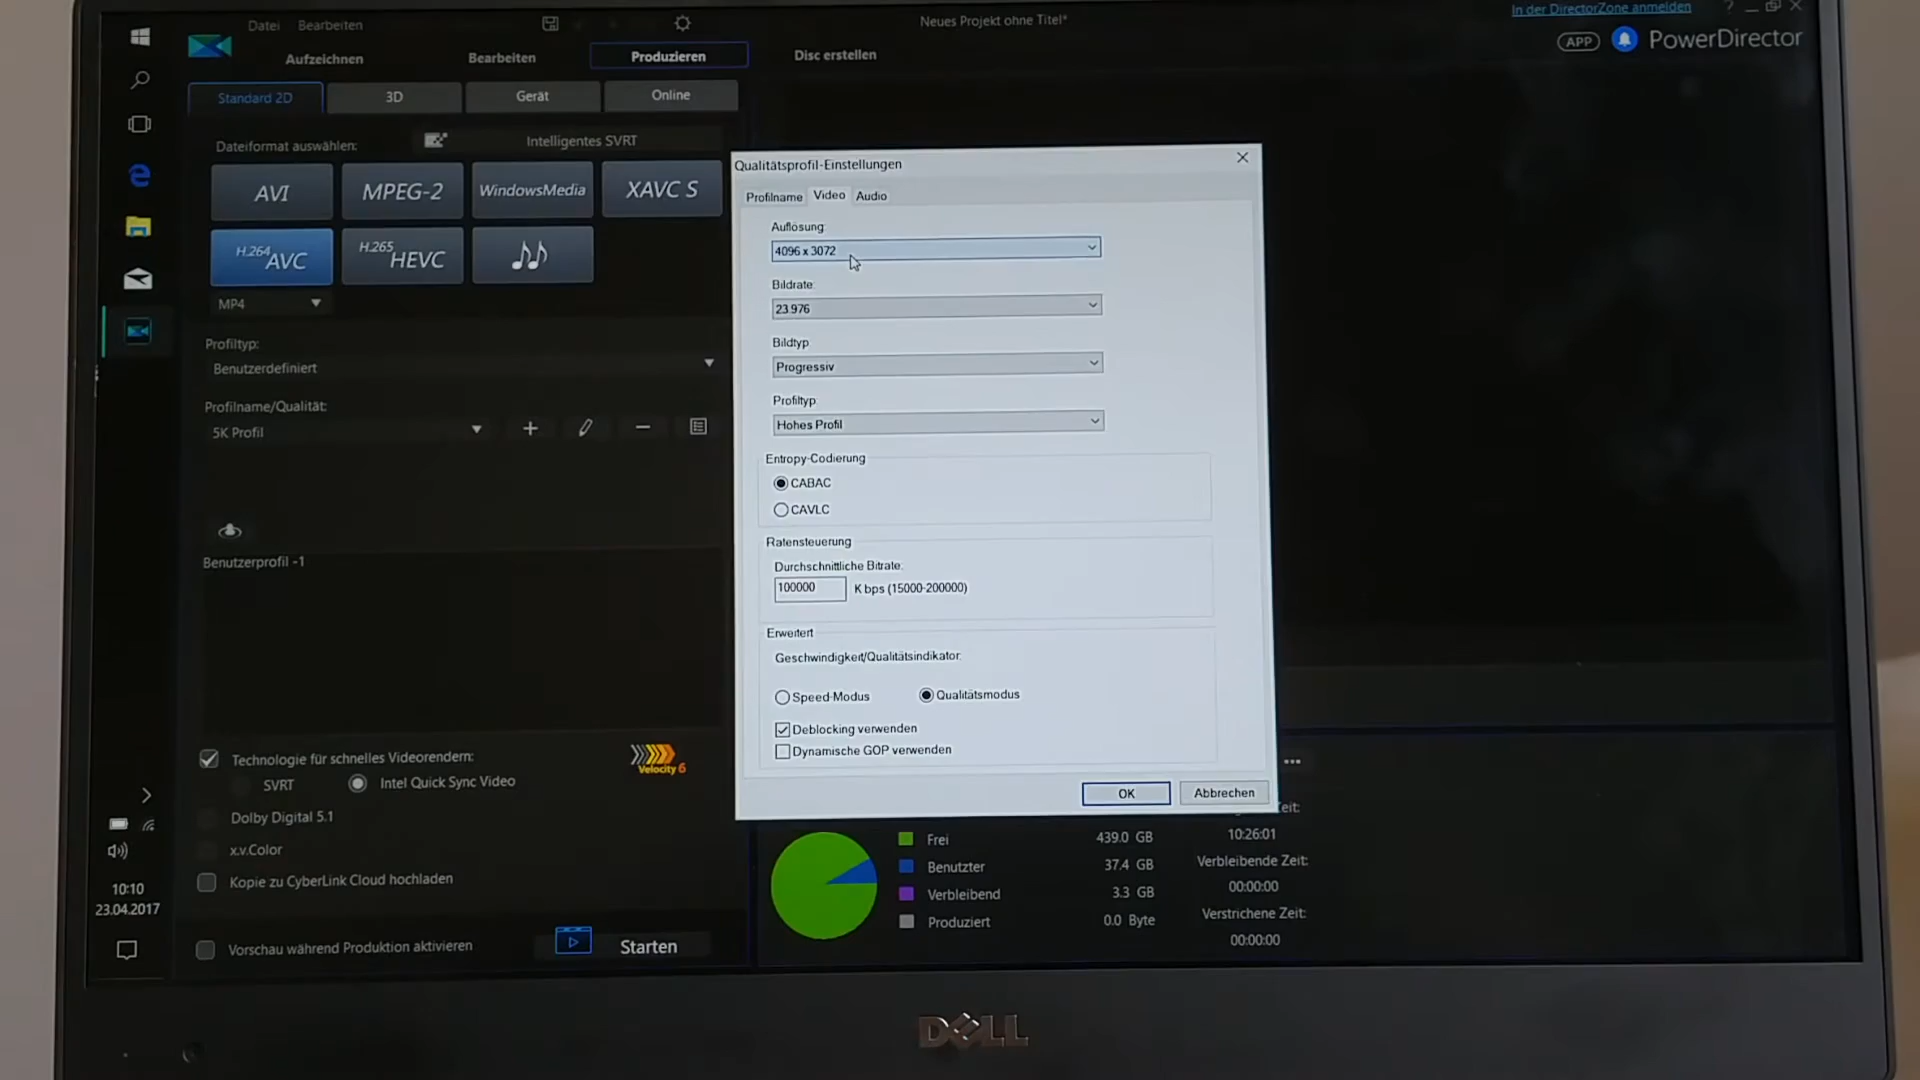 Datei Bearbeiten
Neues Projekt ohne Titel*
In der DirectorZone anmelden
?
Aufzeichnen
Bearbeiten
Produzieren
Disc erstellen
APP
PowerDirector
Standard 2D
3D
Gerät
Online
Dateiformat auswählen:
Intelligentes SVRT
AVI
MPEG-2
WindowsMedia
XAVC S
H.264 AVC
H.265 HEVC
MP4
Profiltyp:
Benutzerdefiniert
Profilname/Qualität:
5K Profil
Benutzerprofil -1
Technologie für schnelles Videorendern:
SVRT
Intel Quick Sync Video
Velocity 6
Dolby Digital 5.1
x.v.Color
Kopie zu CyberLink Cloud hochladen
Vorschau während Produktion aktivieren
Starten
10:10
23.04.2017
Qualitätsprofil-Einstellungen
Profilname Video Audio
Auflösung:
4096 x 3072
Bildrate:
23.976
Bildtyp
Progressiv
Profiltyp
Hohes Profil
Entropy-Codierung
CABAC
CAVLC
Ratensteuerung
Durchschnittliche Bitrate:
100000 K bps (15000-200000)
Erweitert
Geschwindigkeit/Qualitätsindikator:
Speed-Modus
Qualitätsmodus
Deblocking verwenden
Dynamische GOP verwenden
OK
Abbrechen
Frei 439.0 GB
Benutzter 37.4 GB
Verbleibend 3.3 GB
Produziert 0.0 Byte
eit:
10:26:01
Verbleibende Zeit:
00:00:00
Verstrichene Zeit:
00:00:00
DELL